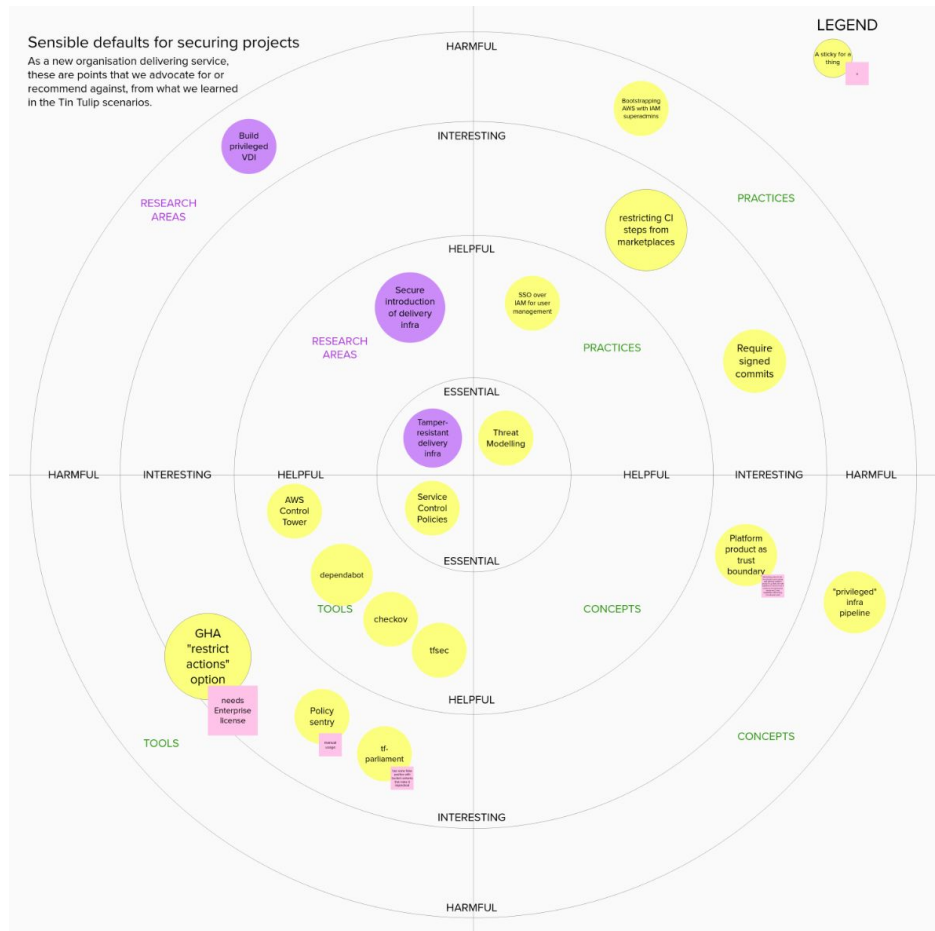 Sensible defaults for securing projects
As a new organisation delivering service,
these are points that we advocate for or
recommend against, from what we learned
in the Tin Tulip scenarios.
LEGEND
A sticky for a
thing
HARMFUL
Bootstrapping
AWS with IAM
superadmins
INTERESTING
Build
privileged
VDI
RESEARCH
AREAS
PRACTICES
restricting CI
steps from
marketplaces
HELPFUL
Secure
introduction
of delivery
infra
SSO over
IAM for user
management
RESEARCH
AREAS
PRACTICES
Require
signed
commits
ESSENTIAL
Tamper-
resistant
delivery
infra
Threat
Modelling
HARMFUL
INTERESTING
HELPFUL
HELPFUL
INTERESTING
HARMFUL
AWS
Control
Tower
Service
Control
Policies
Platform
product as
trust
boundary
ESSENTIAL
dependabot
"privileged"
infra
pipeline
TOOLS
CONCEPTS
checkov
tfsec
GHA
"restrict
actions"
option
needs
Enterprise
license
HELPFUL
Policy
sentry
manual
usage
TOOLS
CONCEPTS
tf-
parliament
INTERESTING
HARMFUL